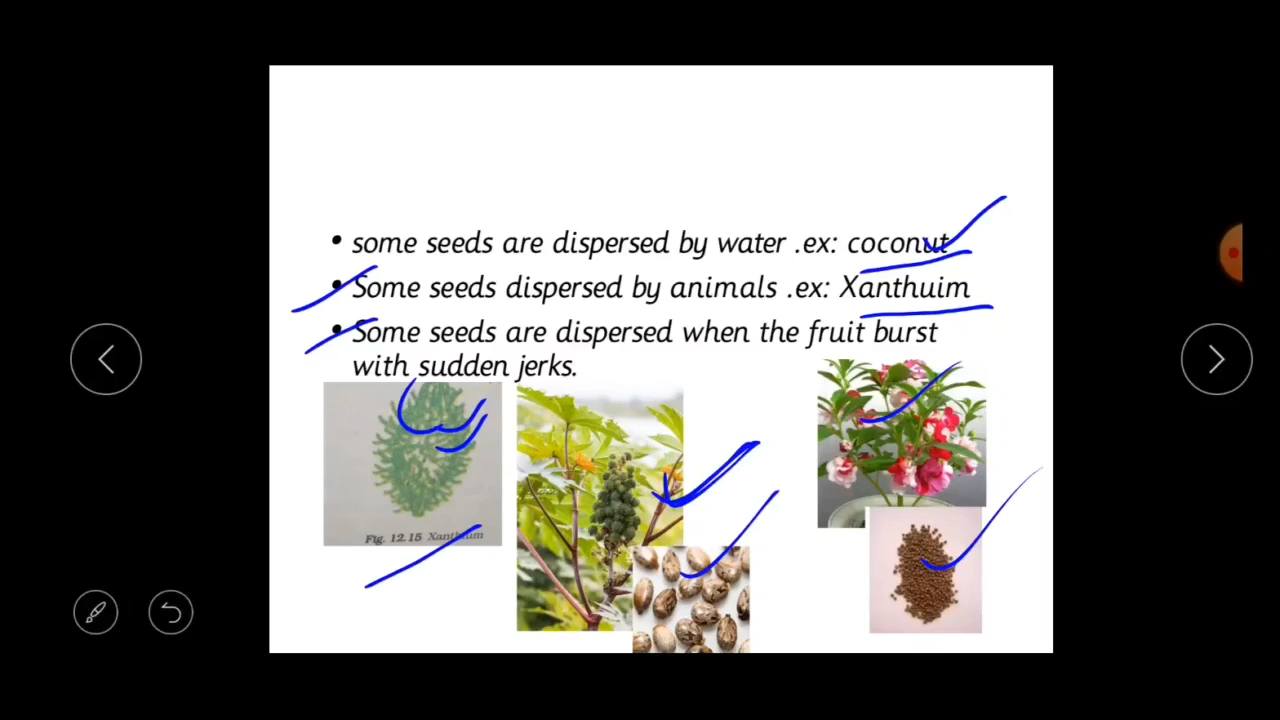 • some seeds are dispersed by water .ex: coconut
• Some seeds dispersed by animals .ex: Xanthuim
• Some seeds are dispersed when the fruit burst
with sudden jerks.
Fig. 12.15 Xanthium